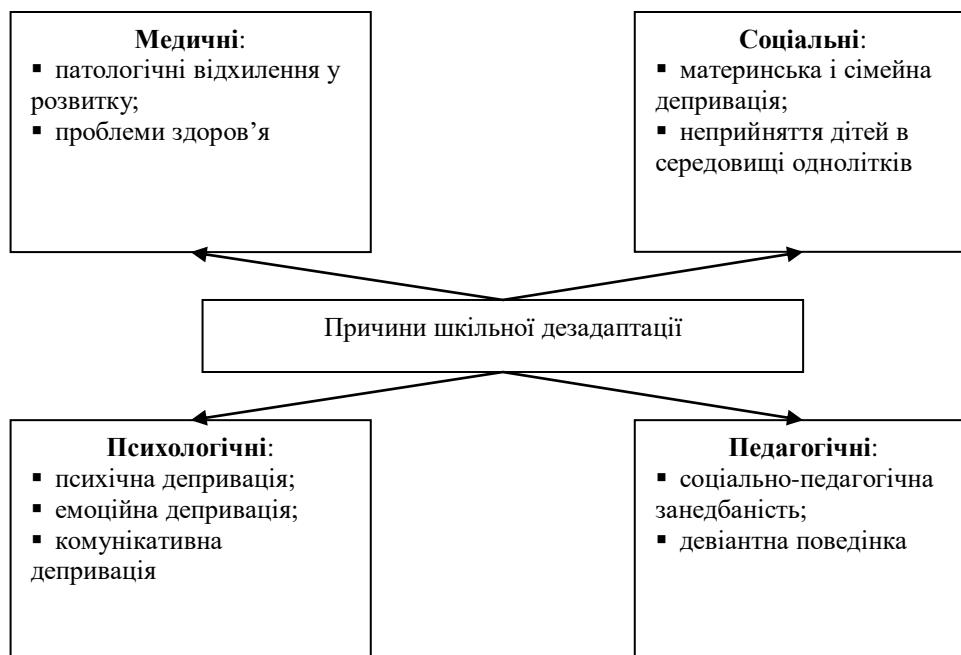 Медичні:
▪ патологічні відхилення у
розвитку;
▪ проблеми здоров’я
Соціальні:
▪ материнська і сімейна
депривація;
▪ неприйняття дітей в
середовищі однолітків
Причини шкільної дезадаптації
Психологічні:
▪ психічна депривація;
▪ емоційна депривація;
▪ комунікативна
депривація
Педагогічні:
▪ соціально-педагогічна
занедбаність;
▪ девіантна поведінка